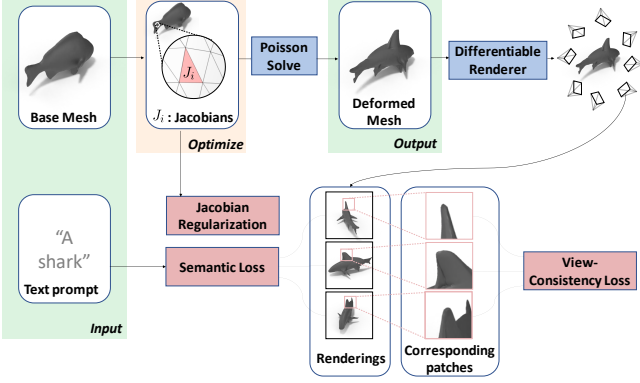 Base Mesh
J_i
J_i : Jacobians
Optimize
Poisson
Solve
Deformed
Mesh
Output
Differentiable
Renderer
“A
shark”
Text prompt
Input
Jacobian
Regularization
Semantic Loss
Renderings
Corresponding
patches
View-
Consistency Loss